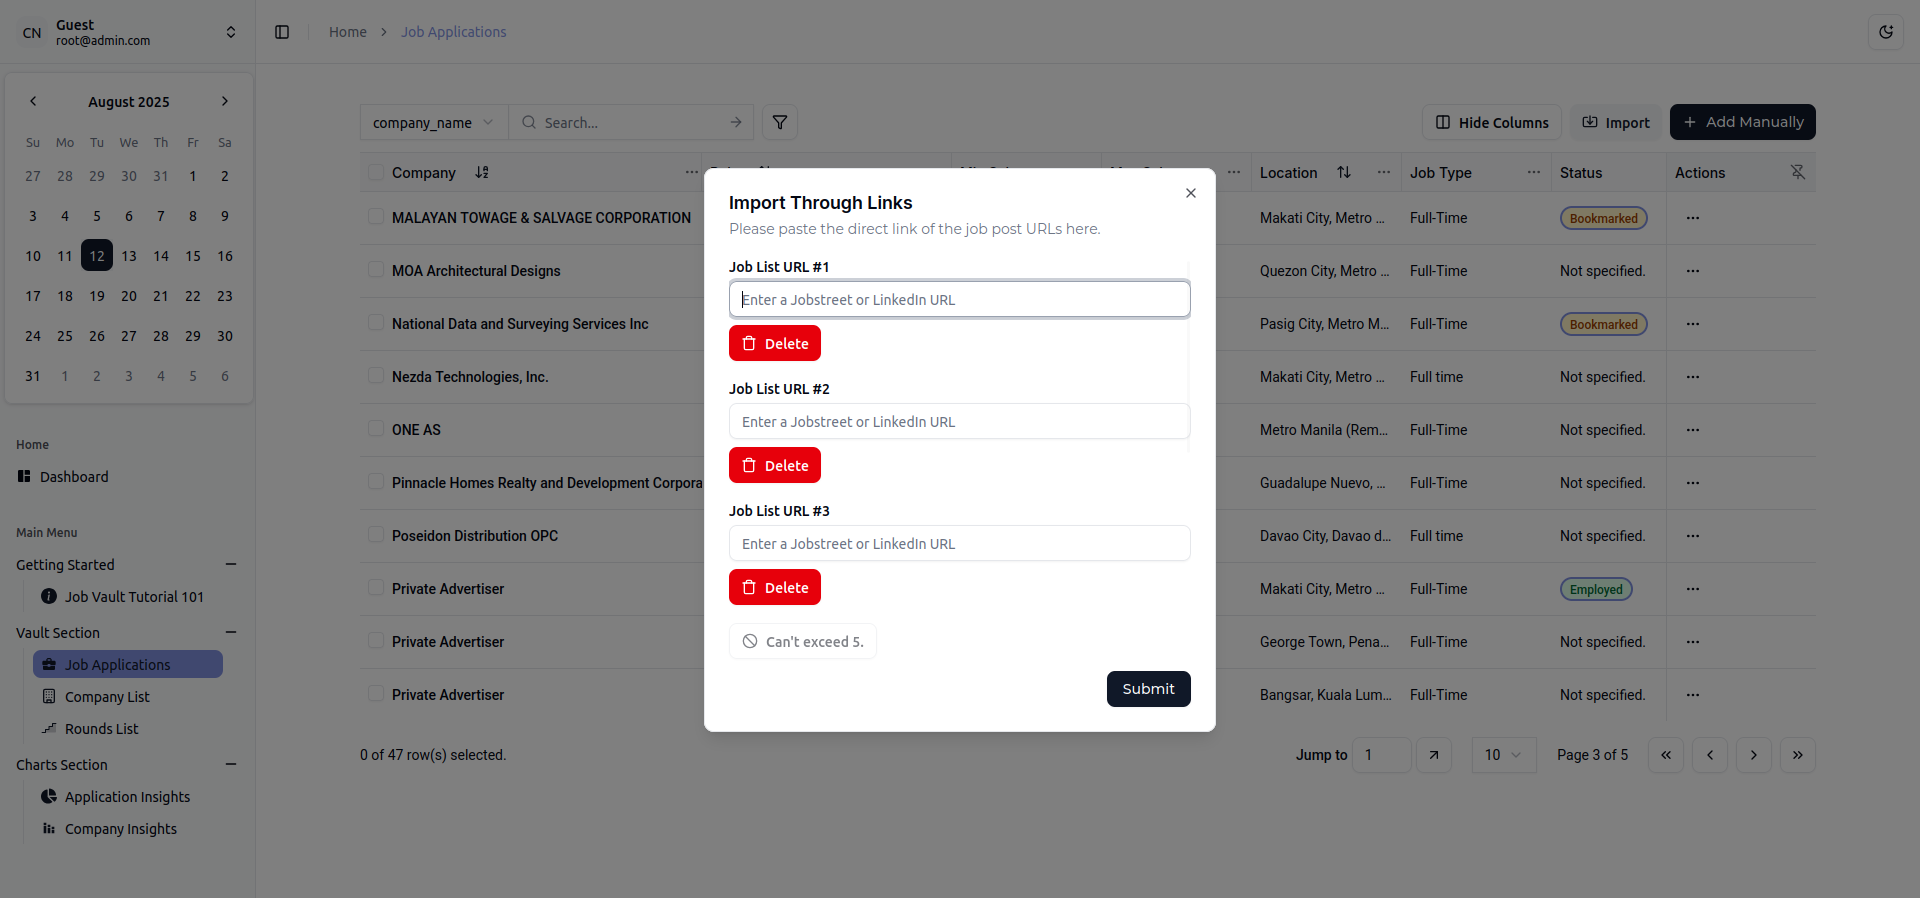 CN
Guest
root@admin.com
August 2025
Su Mo Tu We Th Fr Sa
27 28 29 30 31 1 2
3 4 5 6 7 8 9
10 11 12 13 14 15 16
17 18 19 20 21 22 23
24 25 26 27 28 29 30
31 1 2 3 4 5 6
Home
Dashboard
Main Menu
Getting Started
Job Vault Tutorial 101
Vault Section
Job Applications
Company List
Rounds List
Charts Section
Application Insights
Company Insights
Home > Job Applications
company_name Search...
Hide Columns Import Add Manually
Company Location Job Type Status Actions
MALAYAN TOWAGE & SALVAGE CORPORATION Makati City, Metro ... Full-Time Bookmarked
MOA Architectural Designs Quezon City, Metro ... Full-Time Not specified.
National Data and Surveying Services Inc Pasig City, Metro M... Full-Time Bookmarked
Nezda Technologies, Inc. Makati City, Metro ... Full time Not specified.
ONE AS Metro Manila (Rem... Full-Time Not specified.
Pinnacle Homes Realty and Development Corpora Guadalupe Nuevo, ... Full-Time Not specified.
Poseidon Distribution OPC Davao City, Davao d... Full time Not specified.
Private Advertiser Makati City, Metro ... Full-Time Employed
Private Advertiser George Town, Pena... Full-Time Not specified.
Private Advertiser Bangsar, Kuala Lum... Full-Time Not specified.
0 of 47 row(s) selected.
Jump to 1 10 Page 3 of 5
Import Through Links
Please paste the direct link of the job post URLs here.
Job List URL #1
Enter a Jobstreet or LinkedIn URL
Delete
Job List URL #2
Enter a Jobstreet or LinkedIn URL
Delete
Job List URL #3
Enter a Jobstreet or LinkedIn URL
Delete
Can't exceed 5.
Submit